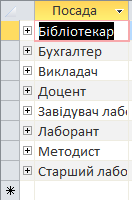 Посада
Бібліотекар
Бухгалтер
Викладач
Доцент
Завідувач лабо
Лаборант
Методист
Старший лабо